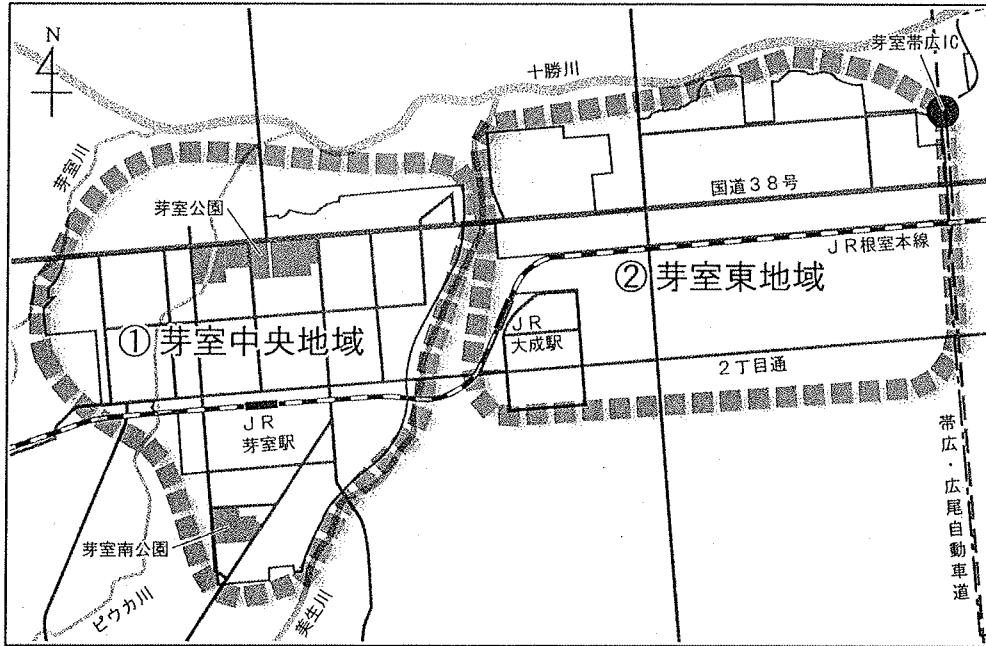 芽室帯広IC
N
十勝川
芽室川
国道38号
芽室公園
JR根室本線
② 芽室東地域
① 芽室中央地域
JR
大成駅
2丁目通
JR
芽室駅
帯広・広尾自動車道
芽室南公園
ピウカ川
美生川